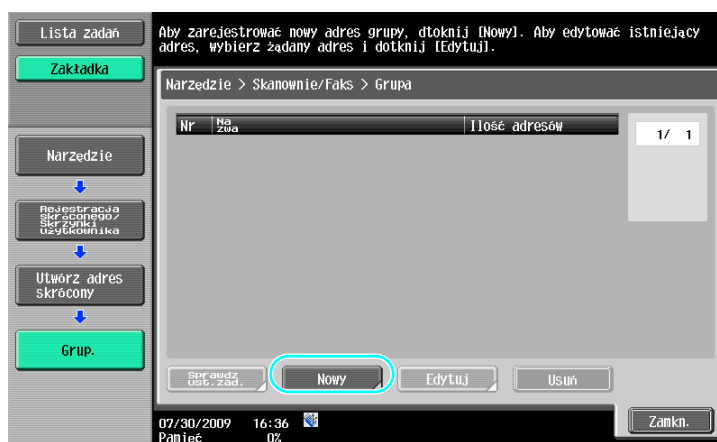 Lista zadań
Zakładka
Aby zarejestrować nowy adres grupy, dtoknij [Nowy]. Aby edytować istniejący
adres, wybierz żądany adres i dotknij [Edytuj].
Narzędzie > Skanownie/Faks > Grupa
Nr
Na
zwa
Ilość adresów
1/ 1
Narzędzie
Rejestracja
skróconego/
Skrzynki
użytkownika
Utwórz adres
skrócony
Grup.
Sprawdz
ust.zad.
Nowy
Edytuj
Usuń
07/30/2009 16:36
Pamięć 0%
Zamkn.